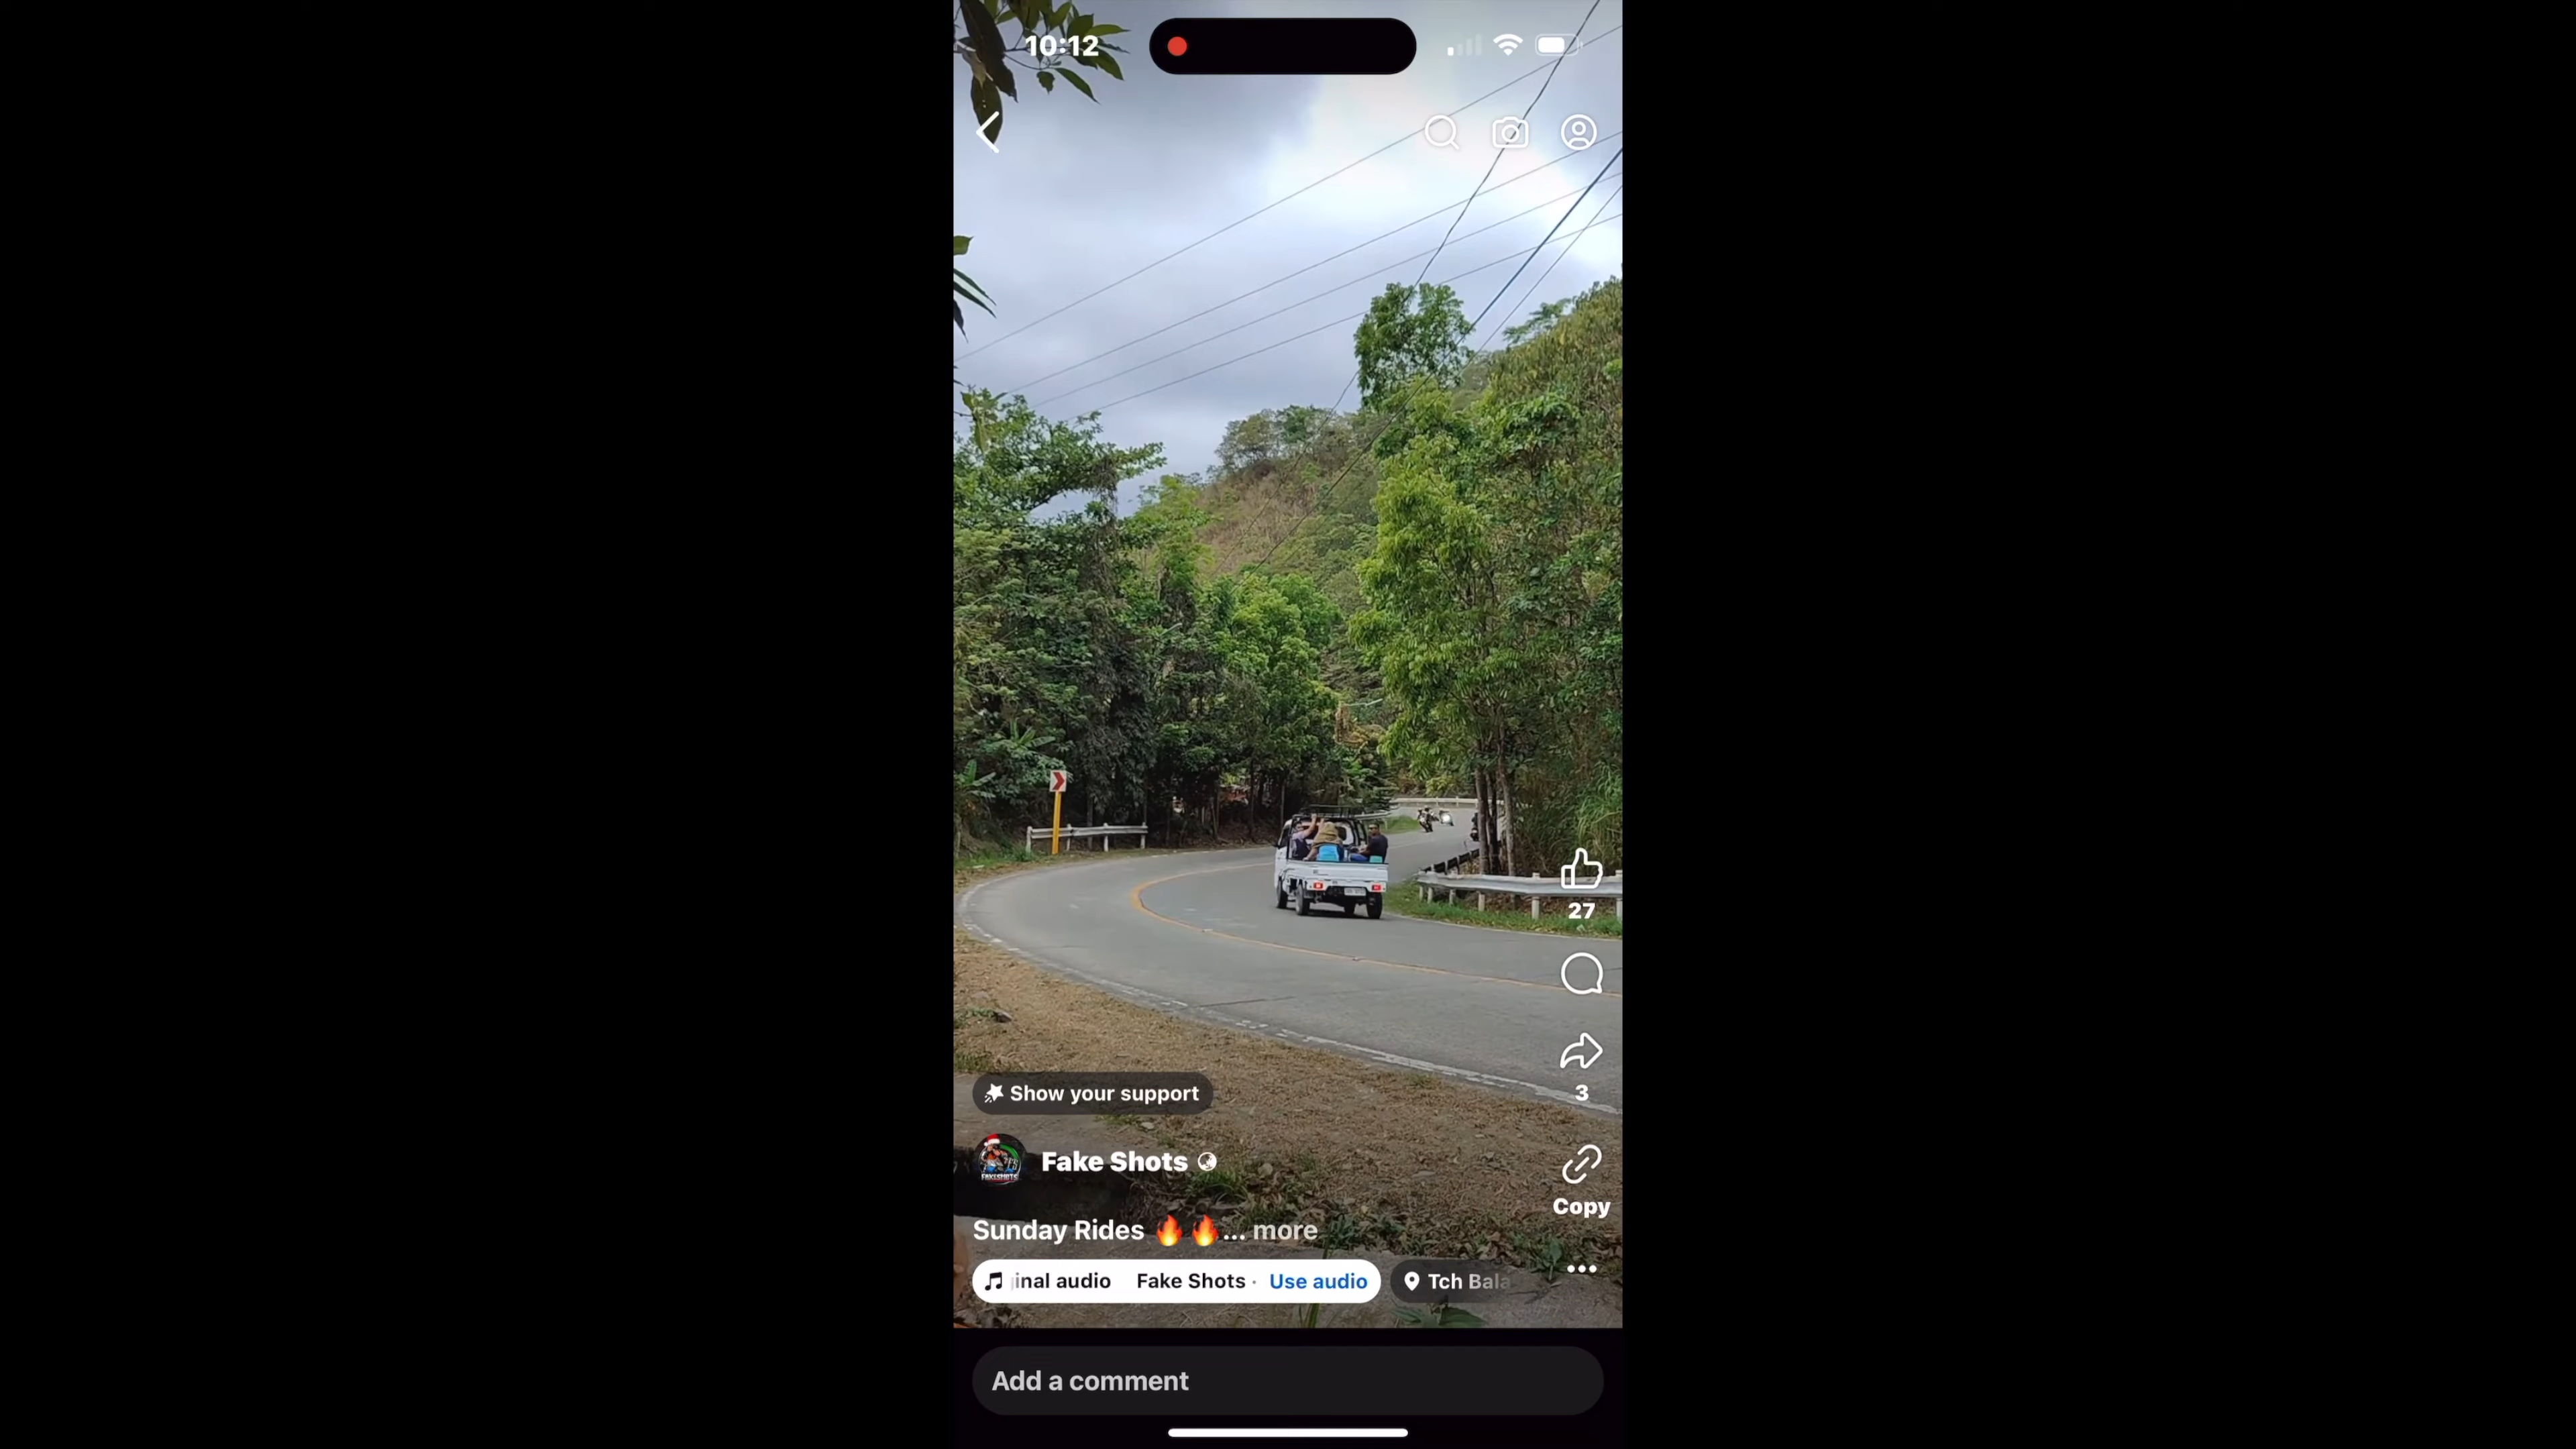 10:12
27
3
Show your support
FAKESHOTS
Fake Shots
Copy
Sunday Rides 🔥 🔥... more
inal audio Fake Shots · Use audio
Tch Bala
Add a comment